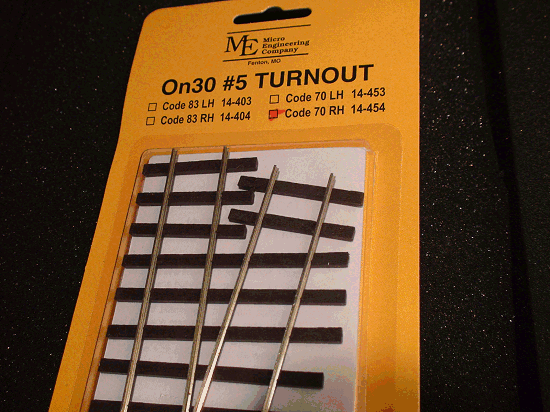 ME Micro
Engineering
Company
Fenton, MO
On30 #5 TURNOUT
Code 83 LH 14-403 Code 70 LH 14-453
Code 83 RH 14-404 Code 70 RH 14-454